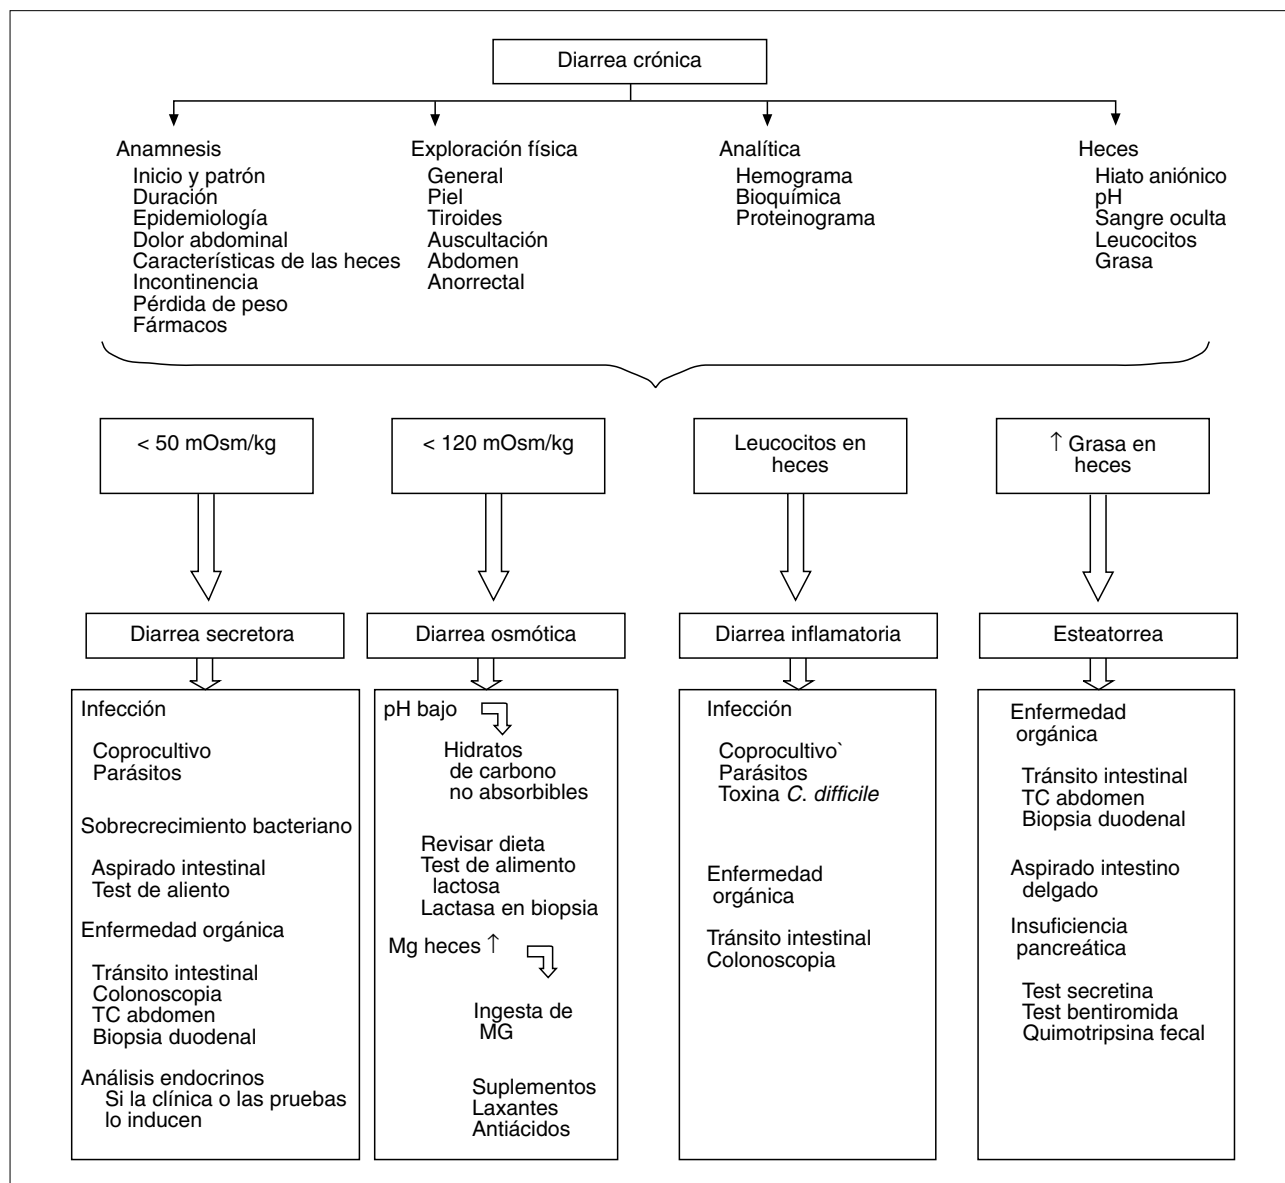 Diarrea crónica
Anamnesis
Inicio y patrón
Duración
Epidemiología
Dolor abdominal
Características de las heces
Incontinencia
Pérdida de peso
Fármacos
Exploración física
General
Piel
Tiroides
Auscultación
Abdomen
Anorrectal
Analítica
Hemograma
Bioquímica
Proteinograma
Heces
Hiato aniónico
pH
Sangre oculta
Leucocitos
Grasa
< 50 mOsm/kg
< 120 mOsm/kg
Leucocitos en
heces
↑ Grasa en
heces
Diarrea secretora
Diarrea osmótica
Diarrea inflamatoria
Esteatorrea
Infección
Coprocultivo
Parásitos
Sobrecrecimiento bacteriano
Aspirado intestinal
Test de aliento
Enfermedad orgánica
Tránsito intestinal
Colonoscopia
TC abdomen
Biopsia duodenal
Análisis endocrinos
Si la clínica o las pruebas
lo inducen
pH bajo
Hidratos
de carbono
no absorbibles
Revisar dieta
Test de alimento
lactosa
Lactasa en biopsia
Mg heces ↑
Ingesta de
MG
Suplementos
Laxantes
Antiácidos
Infección
Coprocultivo`
Parásitos
Toxina C. difficile
Enfermedad
orgánica
Tránsito intestinal
Colonoscopia
Enfermedad
orgánica
Tránsito intestinal
TC abdomen
Biopsia duodenal
Aspirado intestino
delgado
Insuficiencia
pancreática
Test secretina
Test bentiromida
Quimotripsina fecal